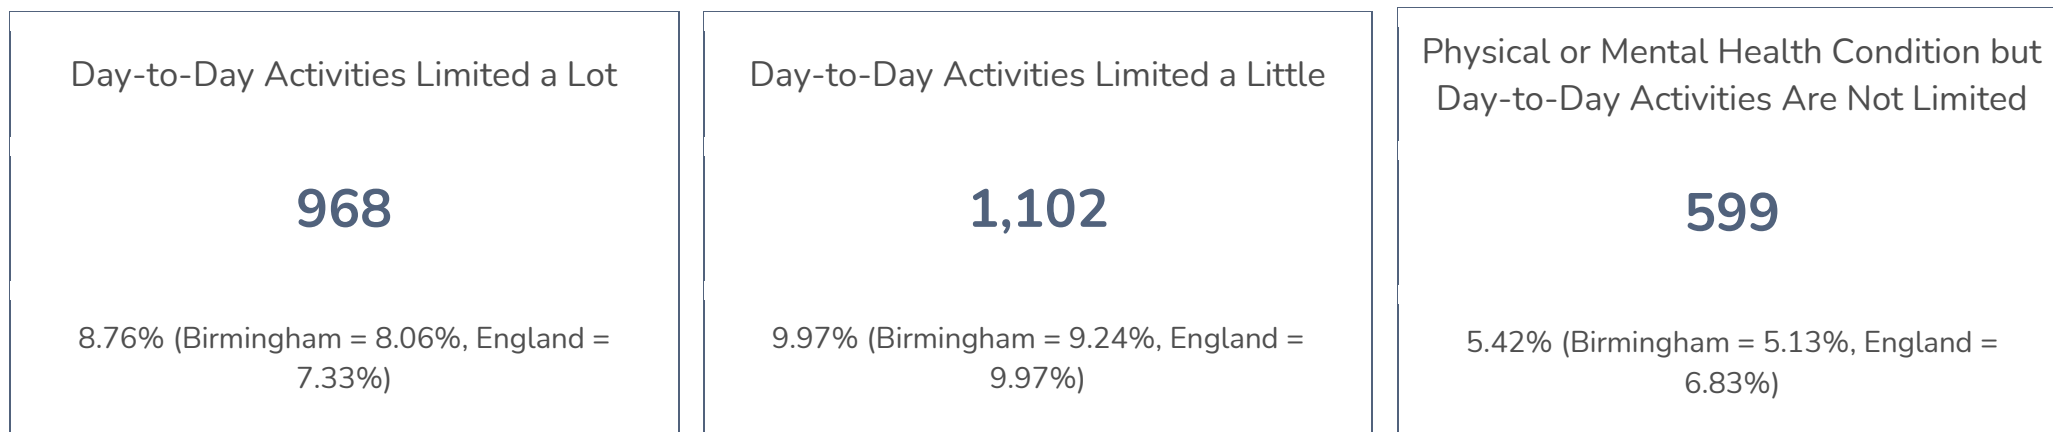 Day-to-Day Activities Limited a Lot
968
8.76% (Birmingham = 8.06%, England =
7.33%)
Day-to-Day Activities Limited a Little
1,102
9.97% (Birmingham = 9.24%, England =
9.97%)
Physical or Mental Health Condition but
Day-to-Day Activities Are Not Limited
599
5.42% (Birmingham = 5.13%, England =
6.83%)